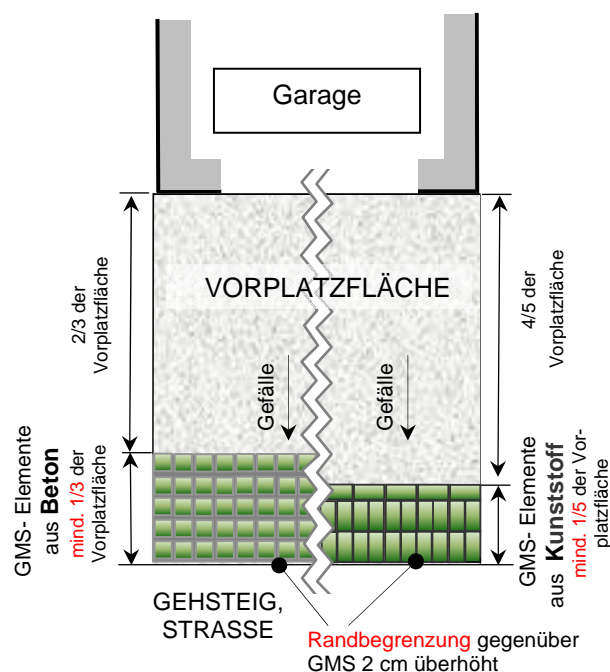 Garage
VORPLATZFLÄCHE
2/3 der
Vorplatzfläche
4/5 der
Vorplatzfläche
Gefälle
Gefälle
GMS- Elemente
aus Beton
mind. 1/3 der
Vorplatzfläche
GMS- Elemente
aus Kunststoff
mind. 1/5 der Vor-
platzfläche
GEHSTEIG,
STRASSE
Randbegrenzung gegenüber
GMS 2 cm überhöht